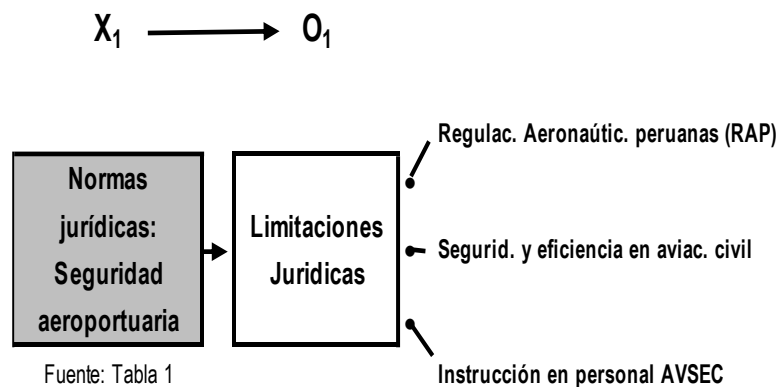 X₁ O₁
Regulac. Aeronaútic. peruanas (RAP)
Normas
jurídicas:
Seguridad
aeroportuaria
Limitaciones
Juridicas
Segurid. y eficiencia en aviac. civil
Instrucción en personal AVSEC
Fuente: Tabla 1